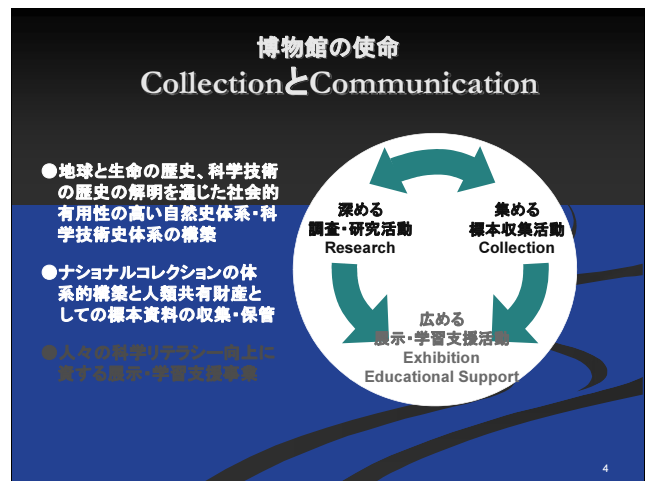 博物館の使命
CollectionとCommunication
●地球と生命の歴史、科学技術
の歴史の解明を通じた社会的
有用性の高い自然史体系・科
学技術史体系の構築
●ナショナルコレクションの体
系的構築と人類共有財産と
しての標本資料の収集・保管
●人々の科学リテラシー向上に
資する展示・学習支援事業
深める
調査・研究活動
Research
集める
標本収集活動
Collection
広める
展示・学習支援活動
Exhibition
Educational Support
4